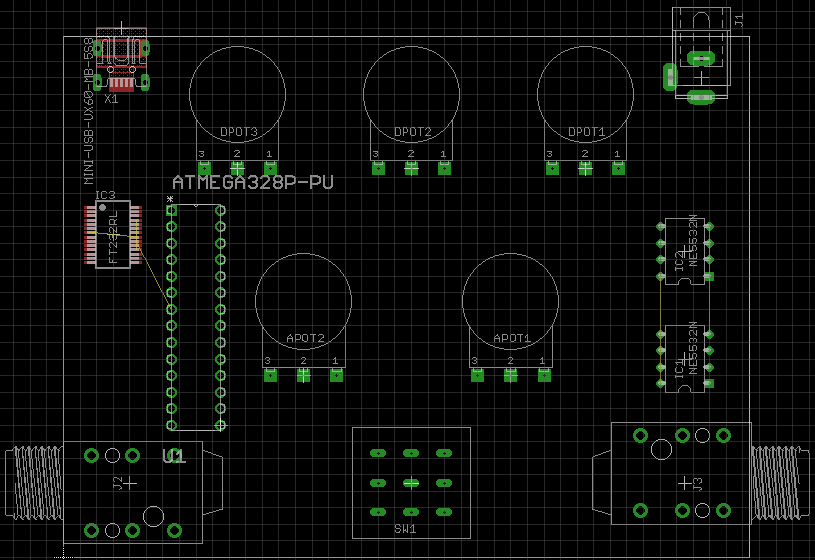 J1
MINI-USB-UX60-MB-5S8
X1
DPOT3
DPOT2
DPOT1
3 2 1
3 2 1
3 2 1
ATMEGA328P-PU
*
IC3
FT232RL
IC2
NE5532N
APOT2
APOT1
3 2 1
3 2 1
IC1
NE5532N
U1
J2
J3
SW1